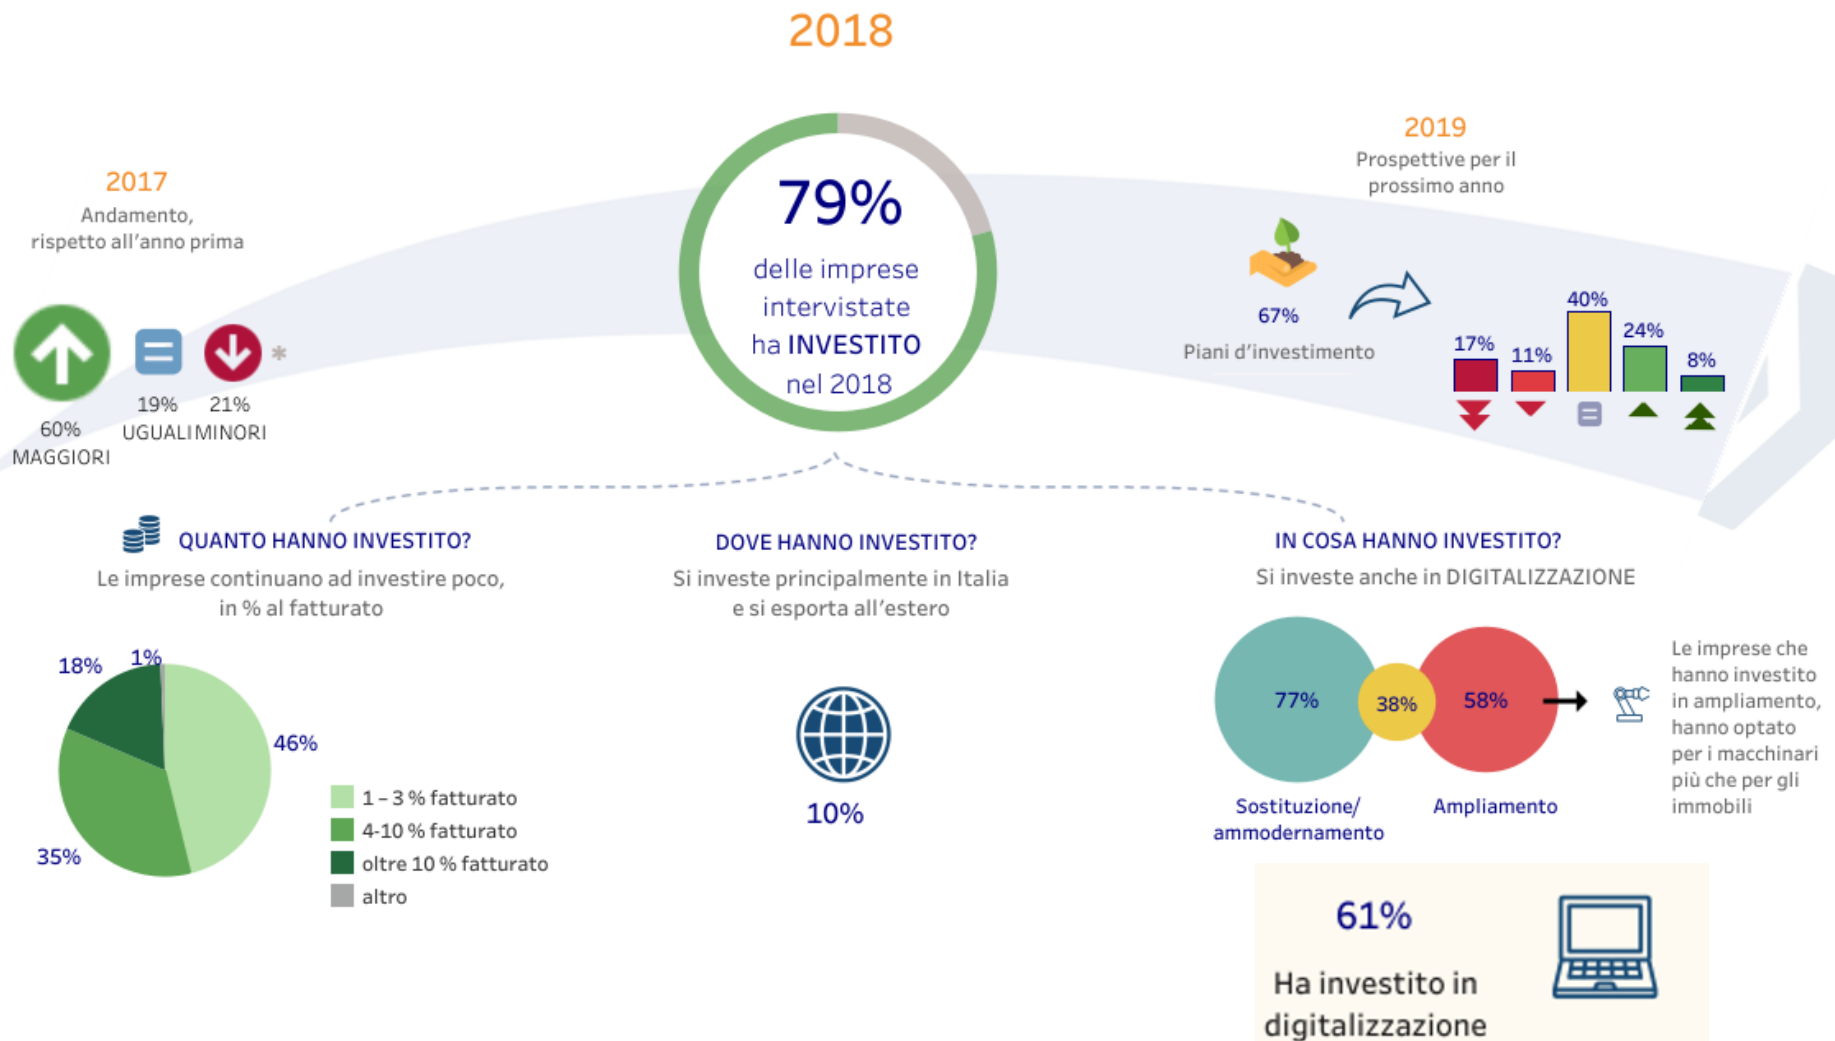 2018
2017
Andamento,
rispetto all'anno prima
60%
MAGGIORI
19%
UGUALI
21%
MINORI
*
79%
delle imprese
intervistate
ha INVESTITO
nel 2018
2019
Prospettive per il
prossimo anno
67%
Piani d'investimento
17%
11%
40%
24%
8%
QUANTO HANNO INVESTITO?
Le imprese continuano ad investire poco,
in % al fatturato
18%
1%
46%
35%
1 – 3 % fatturato
4-10 % fatturato
oltre 10 % fatturato
altro
DOVE HANNO INVESTITO?
Si investe principalmente in Italia
e si esporta all'estero
10%
IN COSA HANNO INVESTITO?
Si investe anche in DIGITALIZZAZIONE
77%
38%
58%
Sostituzione/
ammodernamento
Ampliamento
Le imprese che
hanno investito
in ampliamento,
hanno optato
per i macchinari
più che per gli
immobili
61%
Ha investito in
digitalizzazione